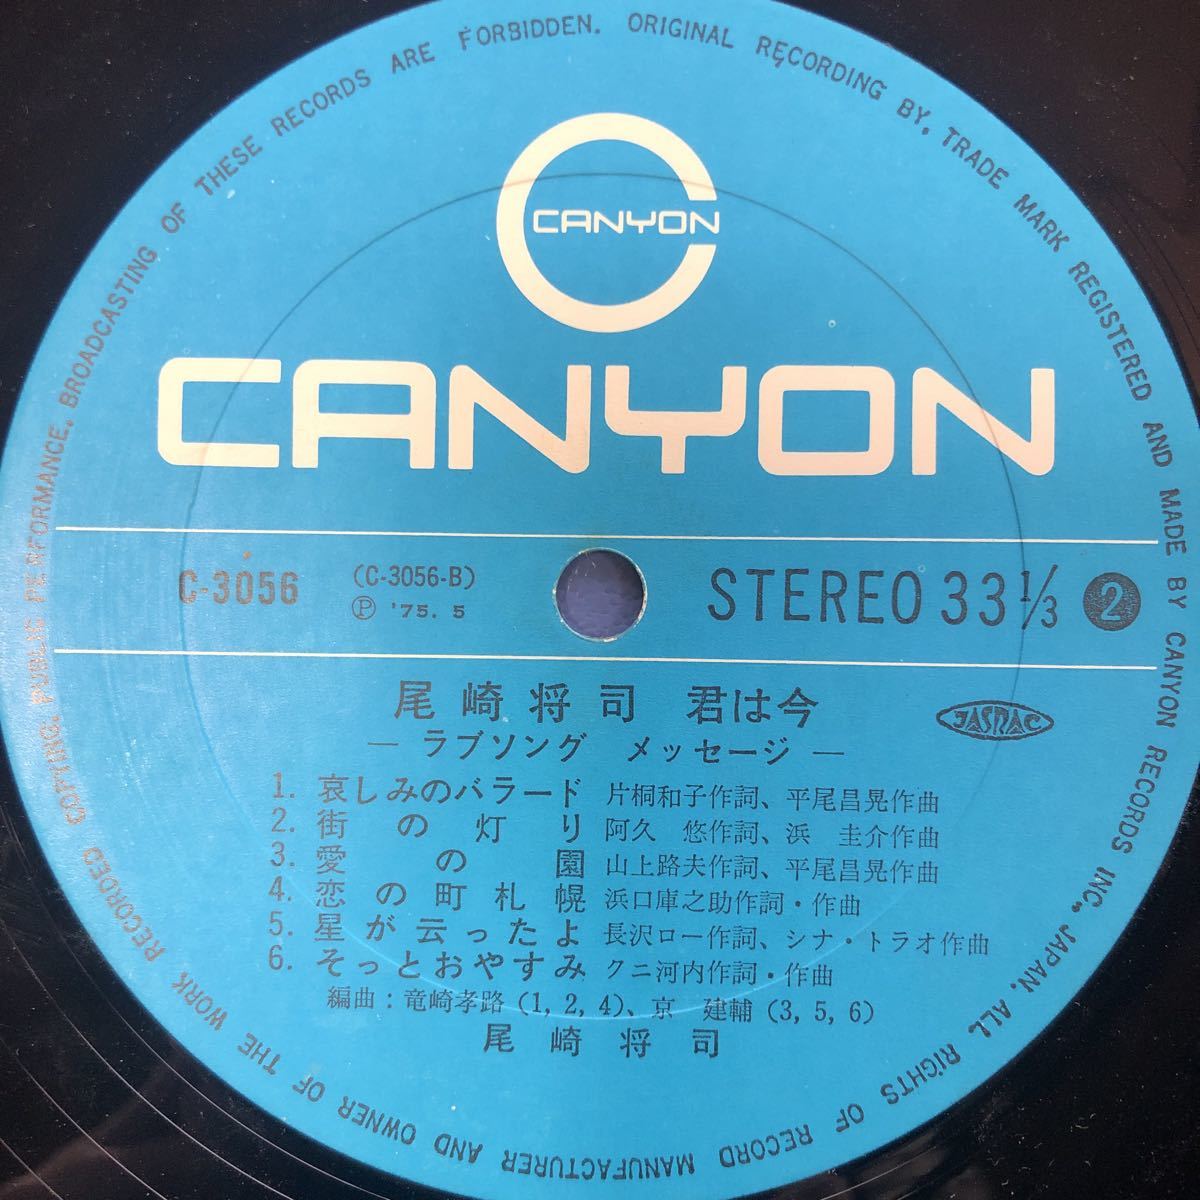 CANYON
CANYON
C-3056
(C-3056-B)
Ⓟ '75. 5
STEREO 33 1/3 2
尾崎将司 君は今
JASRAC
— ラブソング メッセージ —
1. 哀しみのバラード 片桐和子作詞、平尾昌晃作曲
2. 街の灯り 阿久 悠作詞、浜 圭介作曲
3. 愛の園 山上路夫作詞、平尾昌晃作曲
4. 恋の町札幌 浜口庫之助作詞・作曲
5. 星が云ったよ 長沢ロー作詞、シナ・トラオ作曲
6. そっとおやすみ クニ河内作詞・作曲
編曲：竜崎孝路 (1, 2, 4)、京 建輔 (3, 5, 6)
尾崎将司
ORIGINAL RECORDING BY, TRADE MARK REGISTERED AND MADE BY CANYON RECORDS INC., JAPAN. ALL RIGHTS OF RECORD MANUFACTURER AND OWNER OF THE WORK RECORDED COPYING. PUBLIC PERFORMANCE. BROADCASTING OF THESE RECORDS ARE FORBIDDEN.